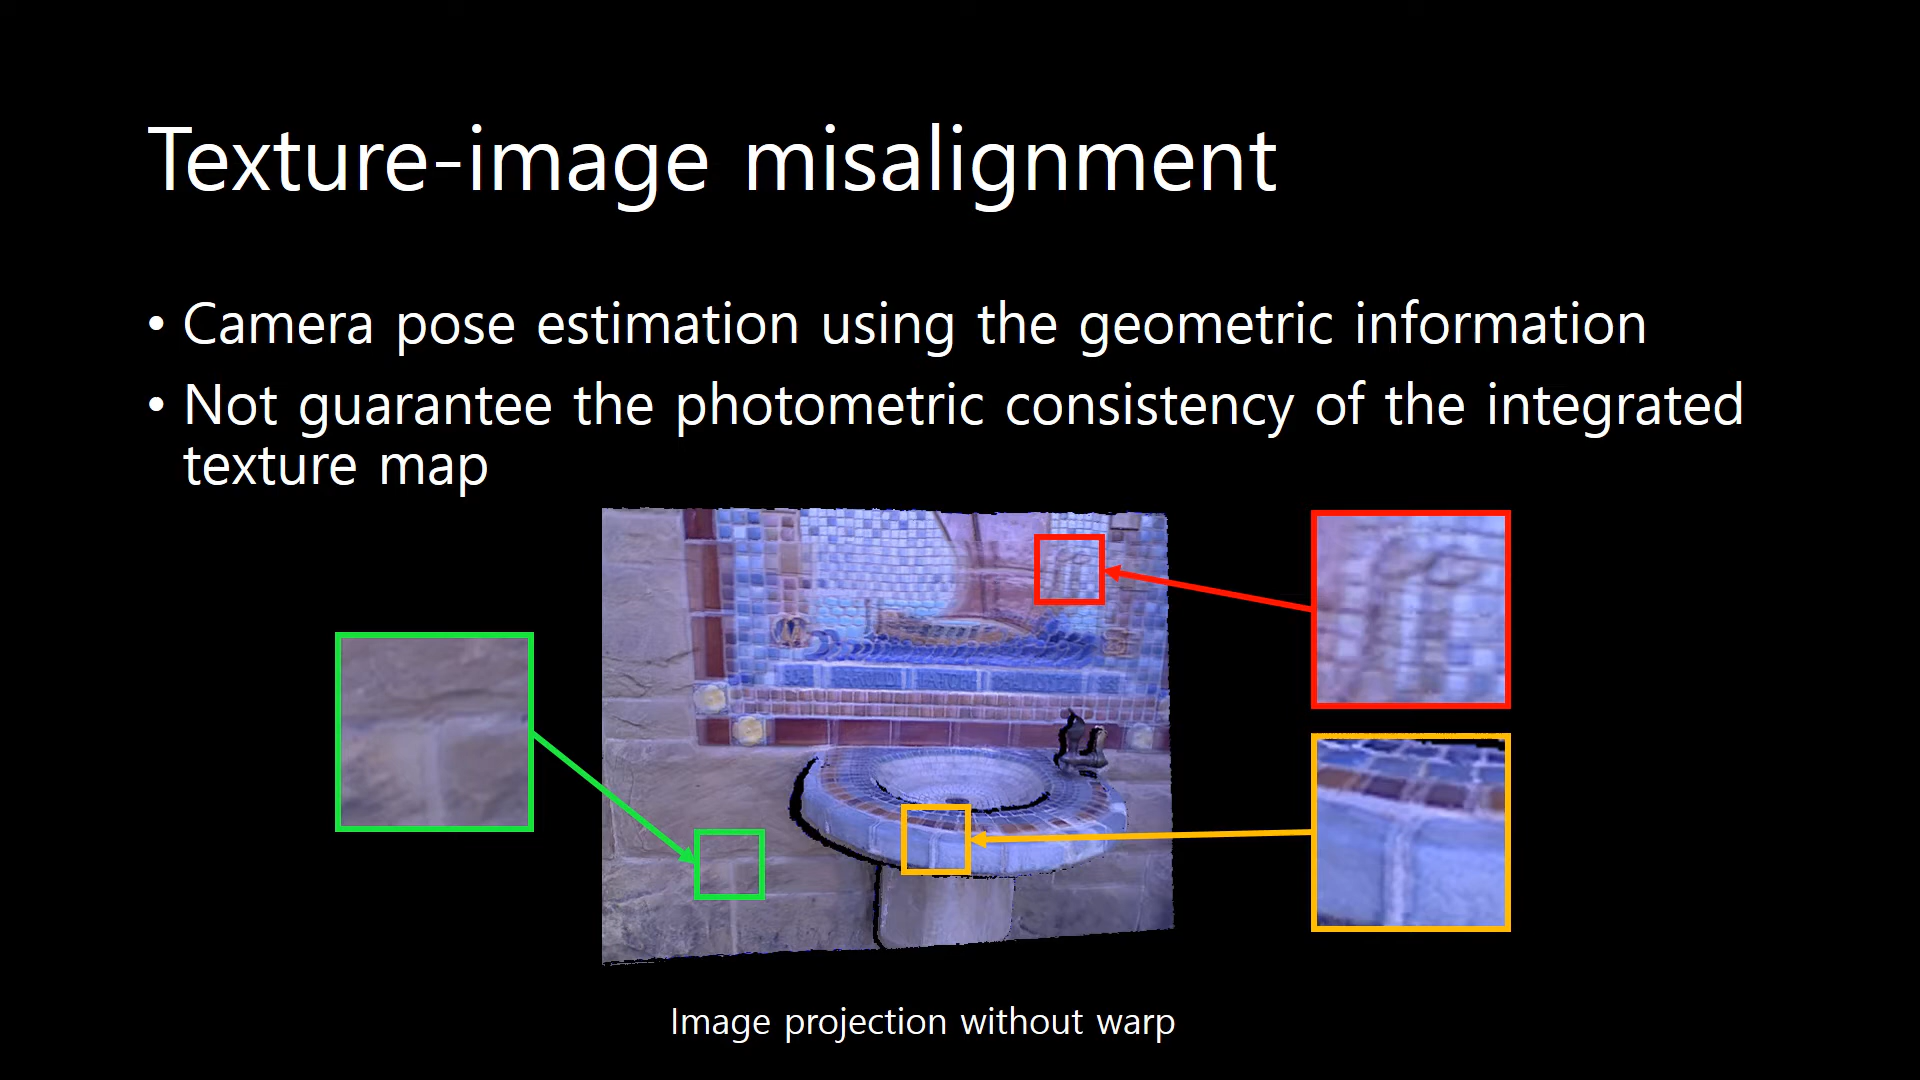 Texture-image misalignment
• Camera pose estimation using the geometric information
• Not guarantee the photometric consistency of the integrated
texture map
M
Image projection without warp